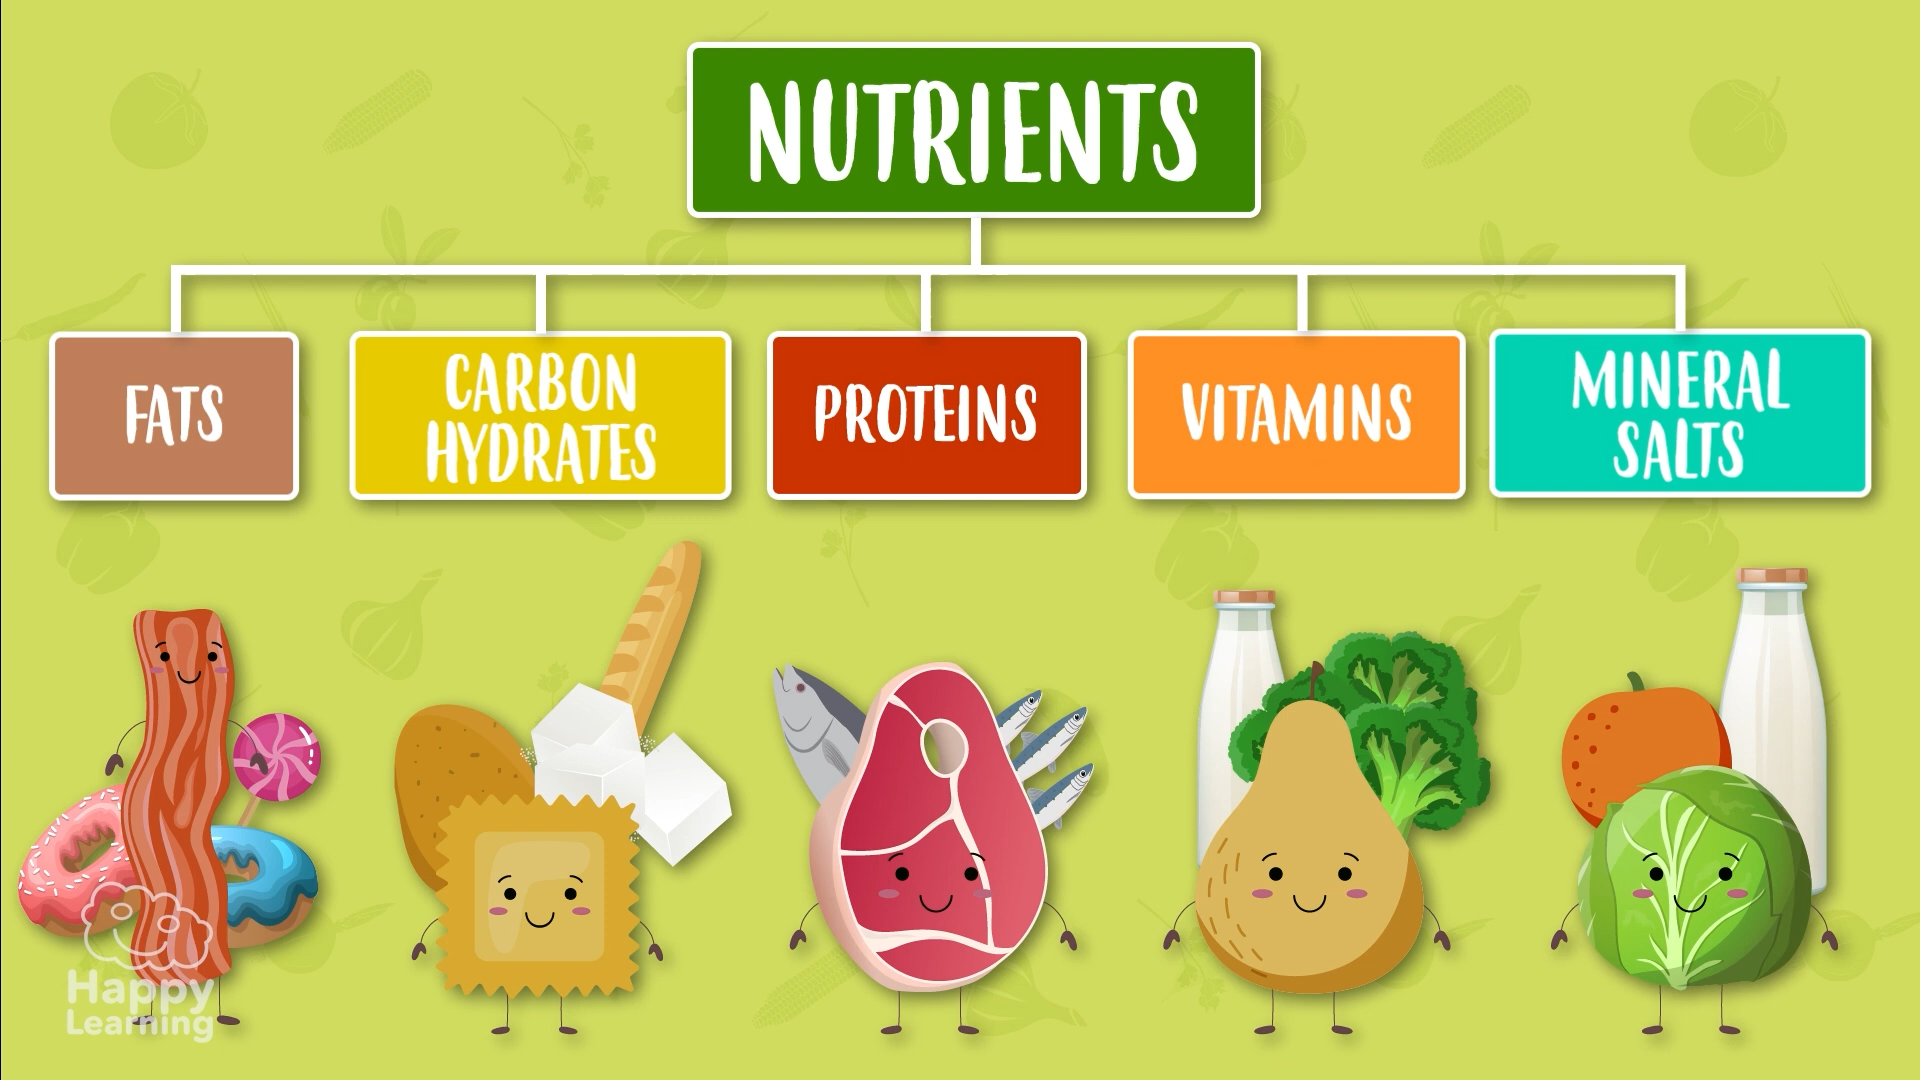 NUTRIENTS
FATS
CARBON
HYDRATES
PROTEINS
VITAMINS
MINERAL
SALTS
Happy
Learning